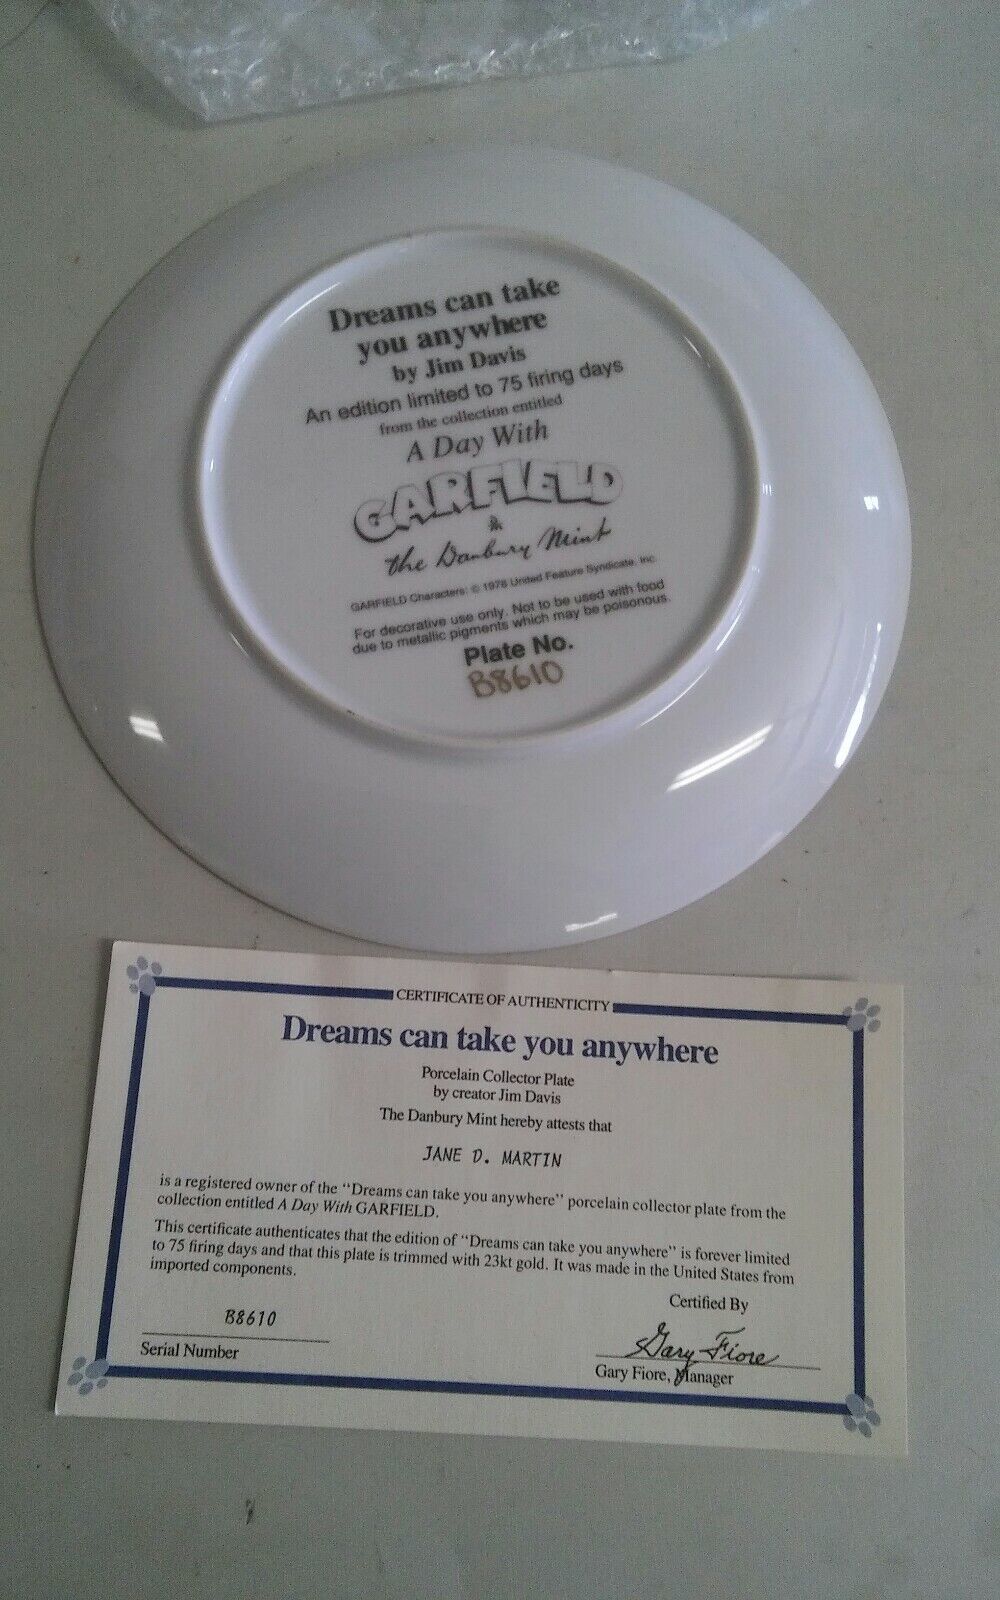 Dreams can take
you anywhere
by Jim Davis
An edition limited to 75 firing days
from the collection entitled
A Day With
GARFIELD
&
the Danbury Mint
GARFIELD Characters: © 1978 United Feature Syndicate, Inc.
For decorative use only. Not to be used with food
due to metallic pigments which may be poisonous.
Plate No.
B8610
CERTIFICATE OF AUTHENTICITY
Dreams can take you anywhere
Porcelain Collector Plate
by creator Jim Davis
The Danbury Mint hereby attests that
JANE D. MARTIN
is a registered owner of the "Dreams can take you anywhere" porcelain collector plate from the
collection entitled A Day With GARFIELD.
This certificate authenticates that the edition of "Dreams can take you anywhere" is forever limited
to 75 firing days and that this plate is trimmed with 23kt gold. It was made in the United States from
imported components.
Certified By
B8610
Gary Fiore
Serial Number
Gary Fiore, Manager